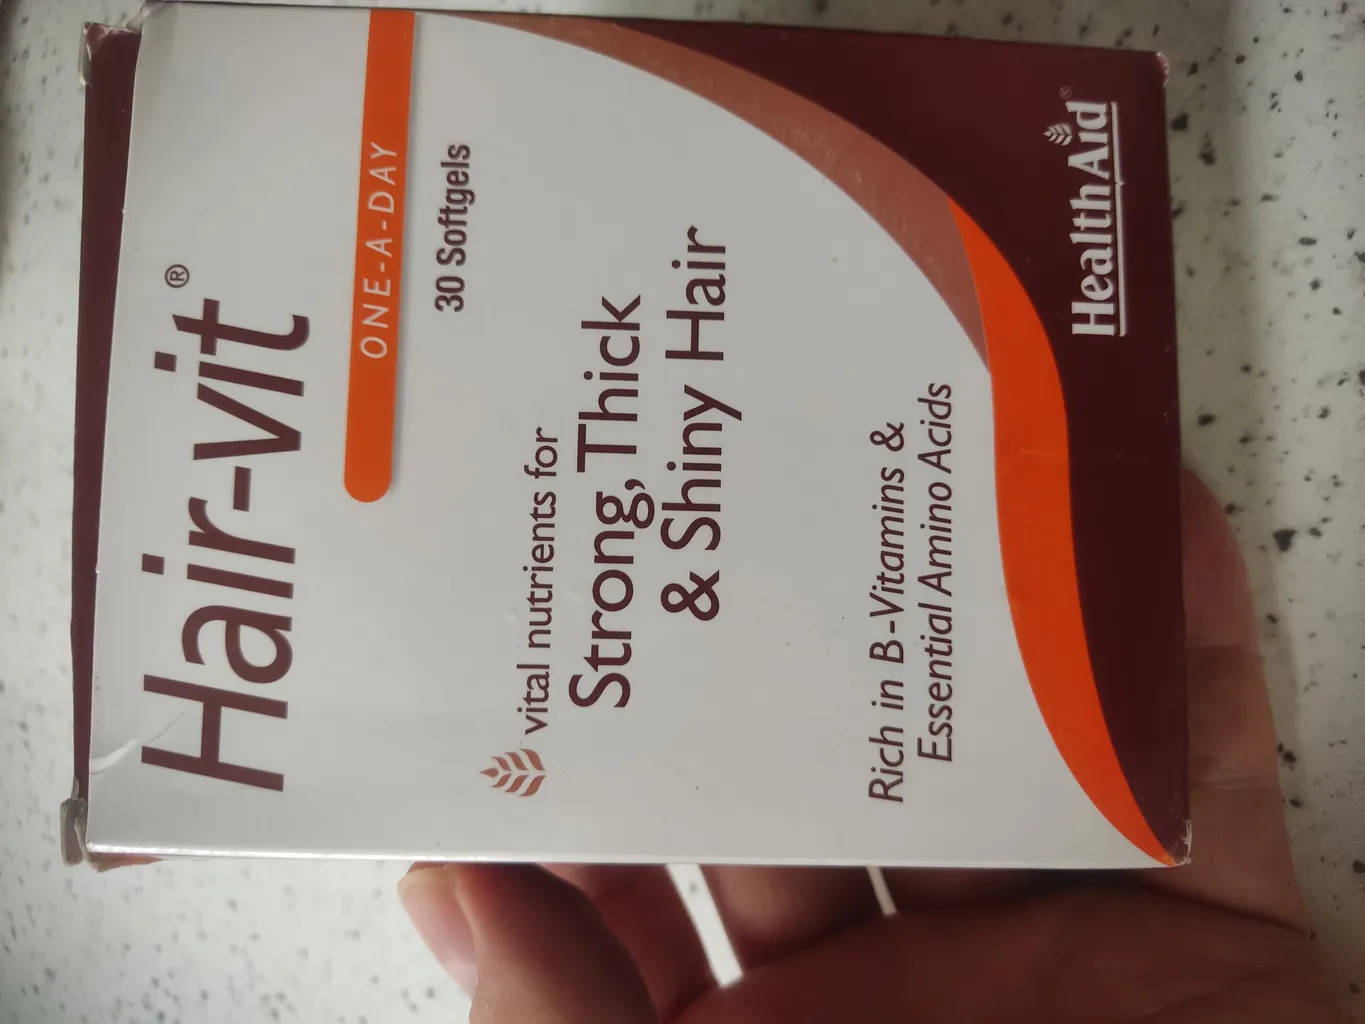 Hair-vit®
ONE-A-DAY
30 Softgels
vital nutrients for
Strong, Thick
& Shiny Hair
Rich in B-Vitamins &
Essential Amino Acids
HealthAid®